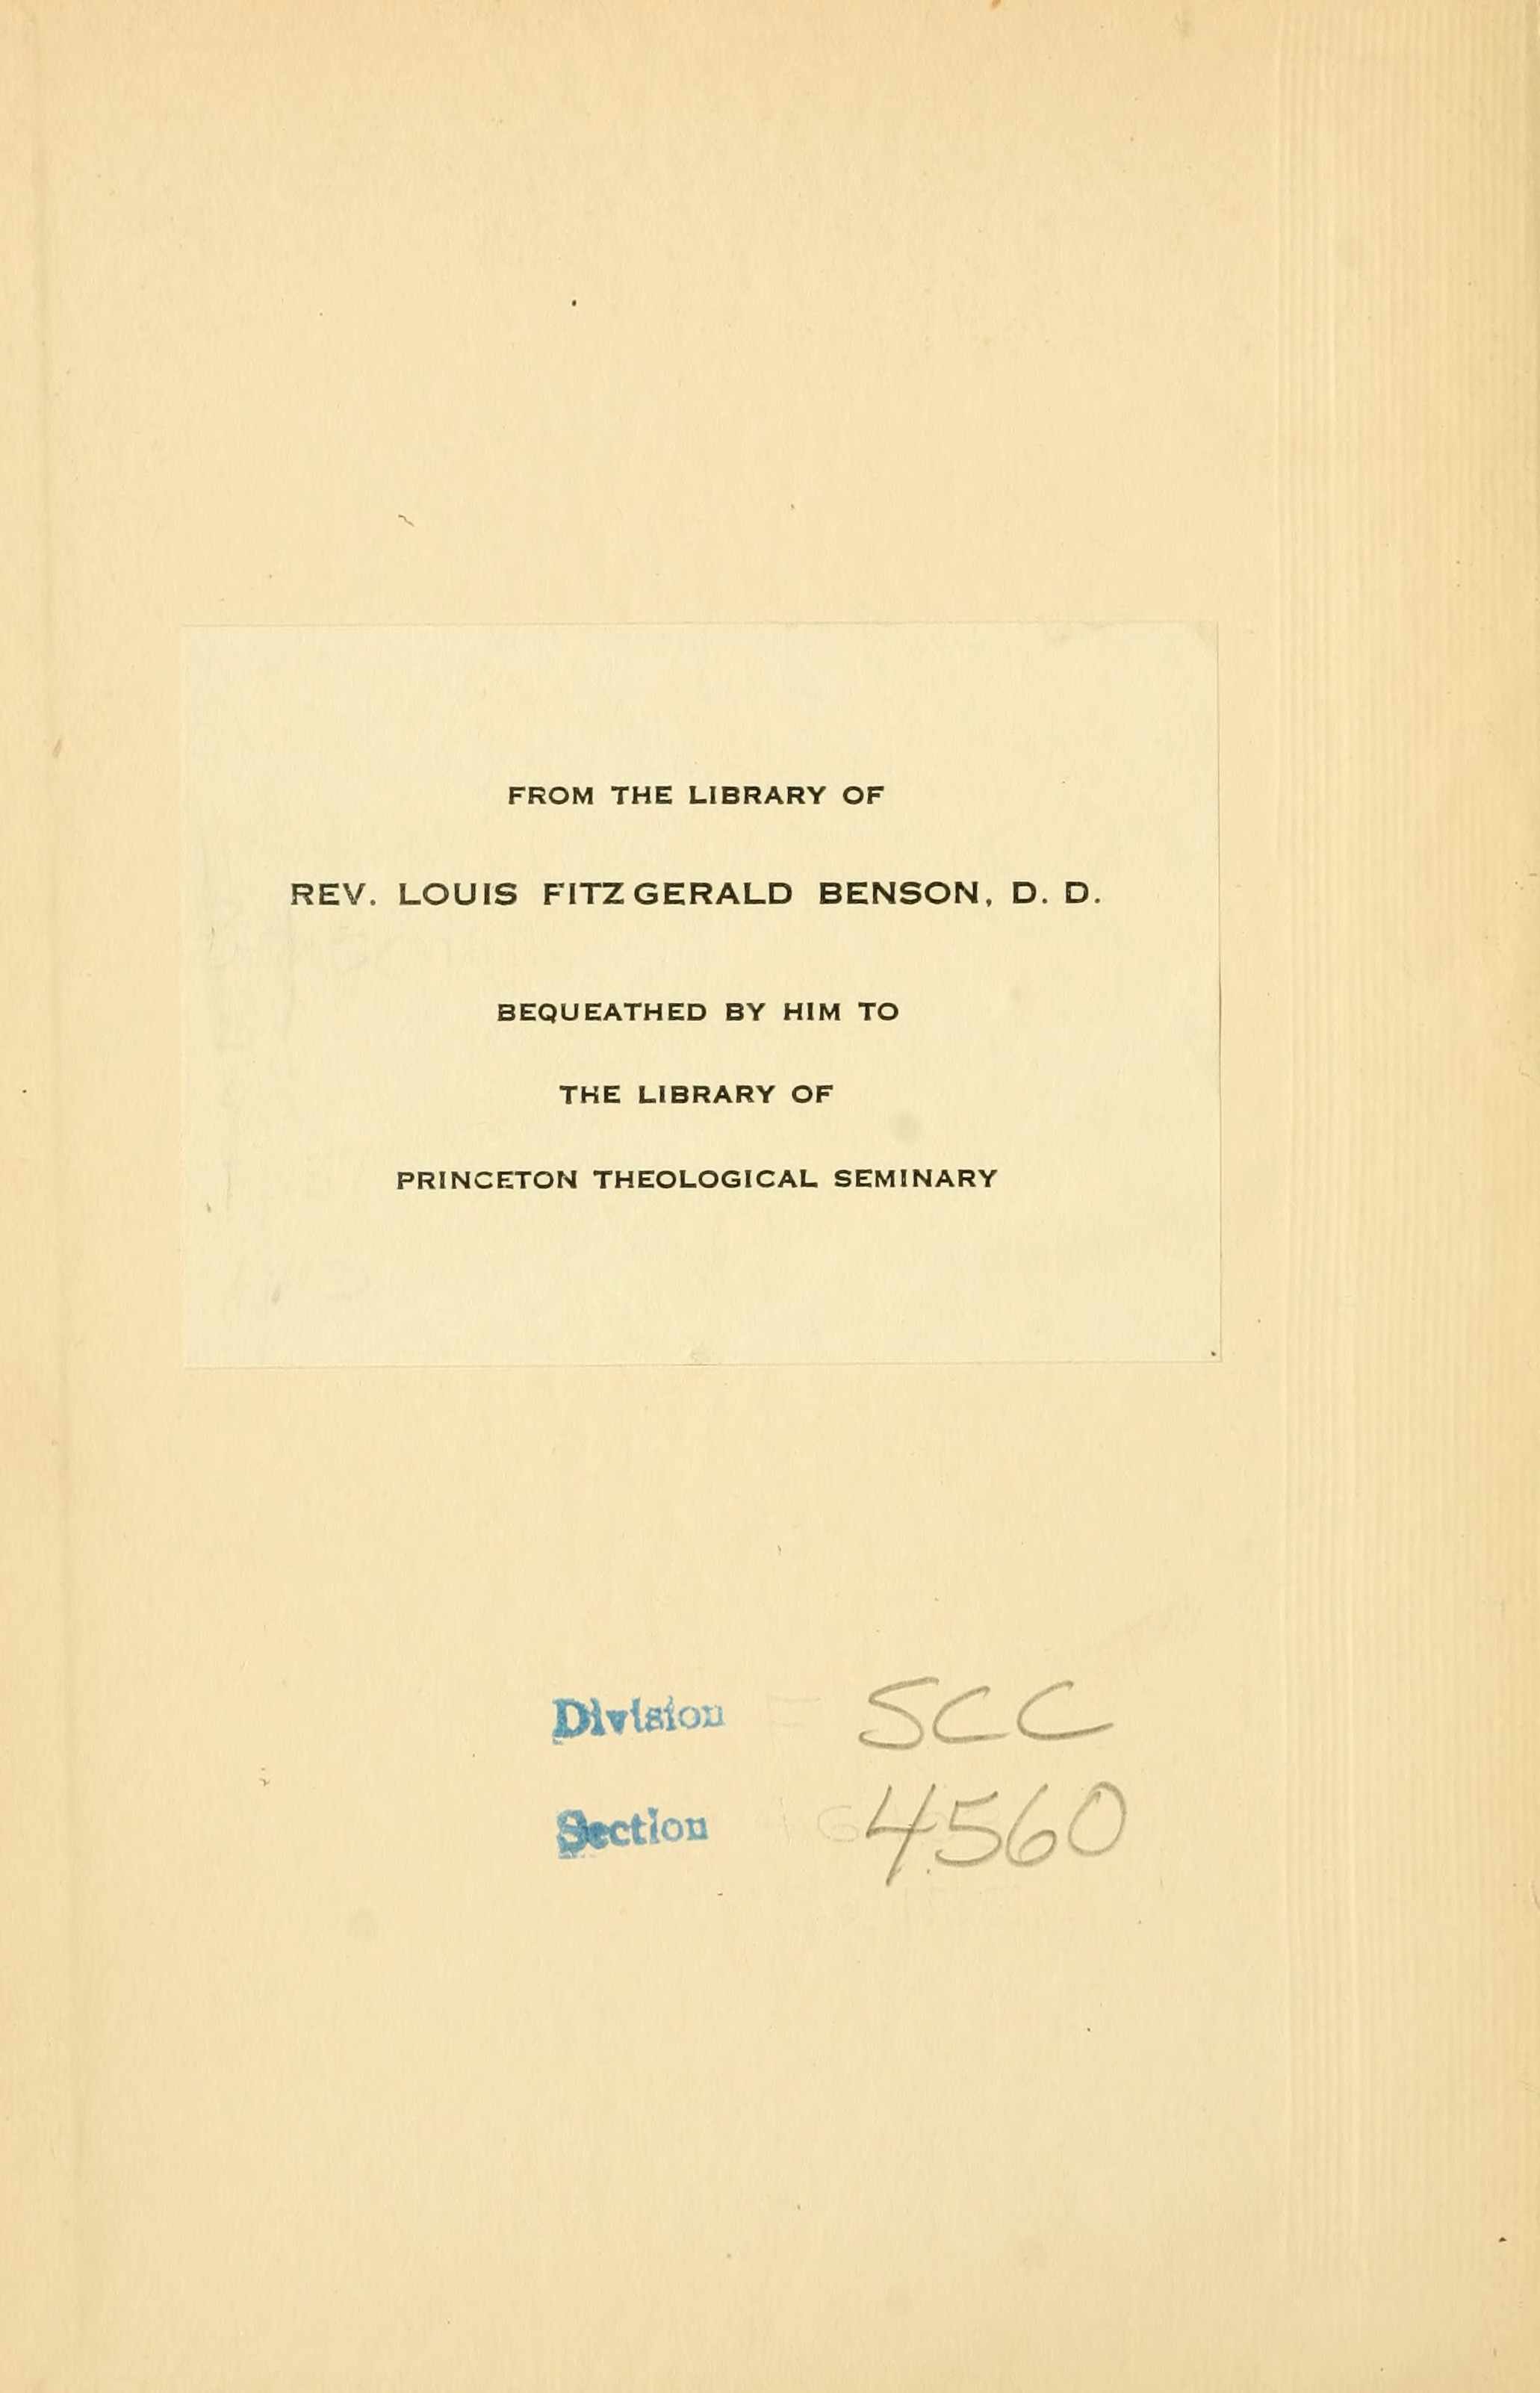 FROM THE LIBRARY OF
REV. LOUIS FITZGERALD BENSON, D. D.
BEQUEATHED BY HIM TO
THE LIBRARY OF
PRINCETON THEOLOGICAL SEMINARY
Division SCC
Section 4560